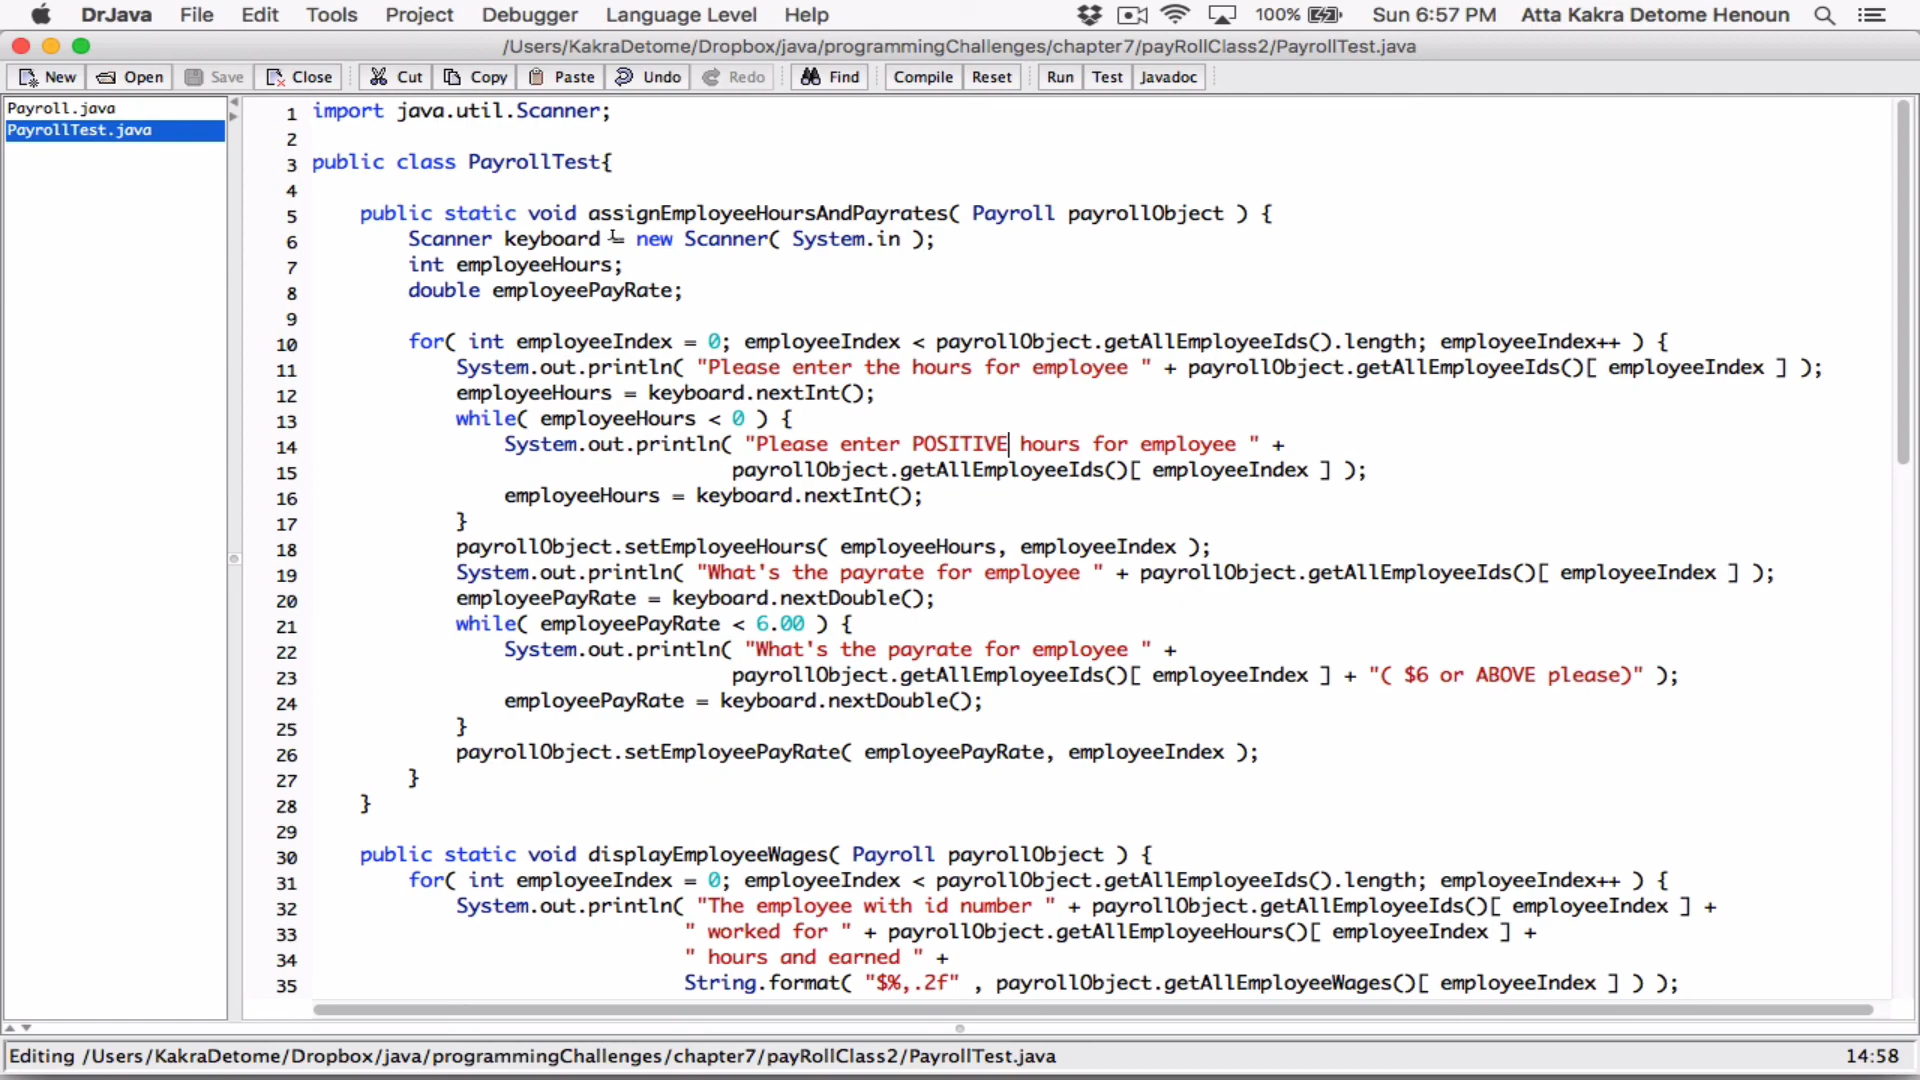 DrJava File Edit Tools Project Debugger Language Level Help 100% Sun 6:57 PM Atta Kakra Detome Henoun
/Users/KakraDetome/Dropbox/java/programmingChallenges/chapter7/payRollClass2/PayrollTest.java
New Open Save Close Cut Copy Paste Undo Redo Find Compile Reset Run Test Javadoc
Payroll.java
PayrollTest.java
1 import java.util.Scanner;
2
3 public class PayrollTest{
4
5 public static void assignEmployeeHoursAndPayrates( Payroll payrollObject ) {
6 Scanner keyboard = new Scanner( System.in );
7 int employeeHours;
8 double employeePayRate;
9
10 for( int employeeIndex = 0; employeeIndex < payrollObject.getAllEmployeeIds().length; employeeIndex++ ) {
11 System.out.println( "Please enter the hours for employee " + payrollObject.getAllEmployeeIds()[ employeeIndex ] );
12 employeeHours = keyboard.nextInt();
13 while( employeeHours < 0 ) {
14 System.out.println( "Please enter POSITIVE hours for employee " +
15 payrollObject.getAllEmployeeIds()[ employeeIndex ] );
16 employeeHours = keyboard.nextInt();
17 }
18 payrollObject.setEmployeeHours( employeeHours, employeeIndex );
19 System.out.println( "What's the payrate for employee " + payrollObject.getAllEmployeeIds()[ employeeIndex ] );
20 employeePayRate = keyboard.nextDouble();
21 while( employeePayRate < 6.00 ) {
22 System.out.println( "What's the payrate for employee " +
23 payrollObject.getAllEmployeeIds()[ employeeIndex ] + "( $6 or ABOVE please)" );
24 employeePayRate = keyboard.nextDouble();
25 }
26 payrollObject.setEmployeePayRate( employeePayRate, employeeIndex );
27 }
28 }
29
30 public static void displayEmployeeWages( Payroll payrollObject ) {
31 for( int employeeIndex = 0; employeeIndex < payrollObject.getAllEmployeeIds().length; employeeIndex++ ) {
32 System.out.println( "The employee with id number " + payrollObject.getAllEmployeeIds()[ employeeIndex ] +
33 " worked for " + payrollObject.getAllEmployeeHours()[ employeeIndex ] +
34 " hours and earned " +
35 String.format( "$%,.2f" , payrollObject.getAllEmployeeWages()[ employeeIndex ] ) );
Editing /Users/KakraDetome/Dropbox/java/programmingChallenges/chapter7/payRollClass2/PayrollTest.java 14:58